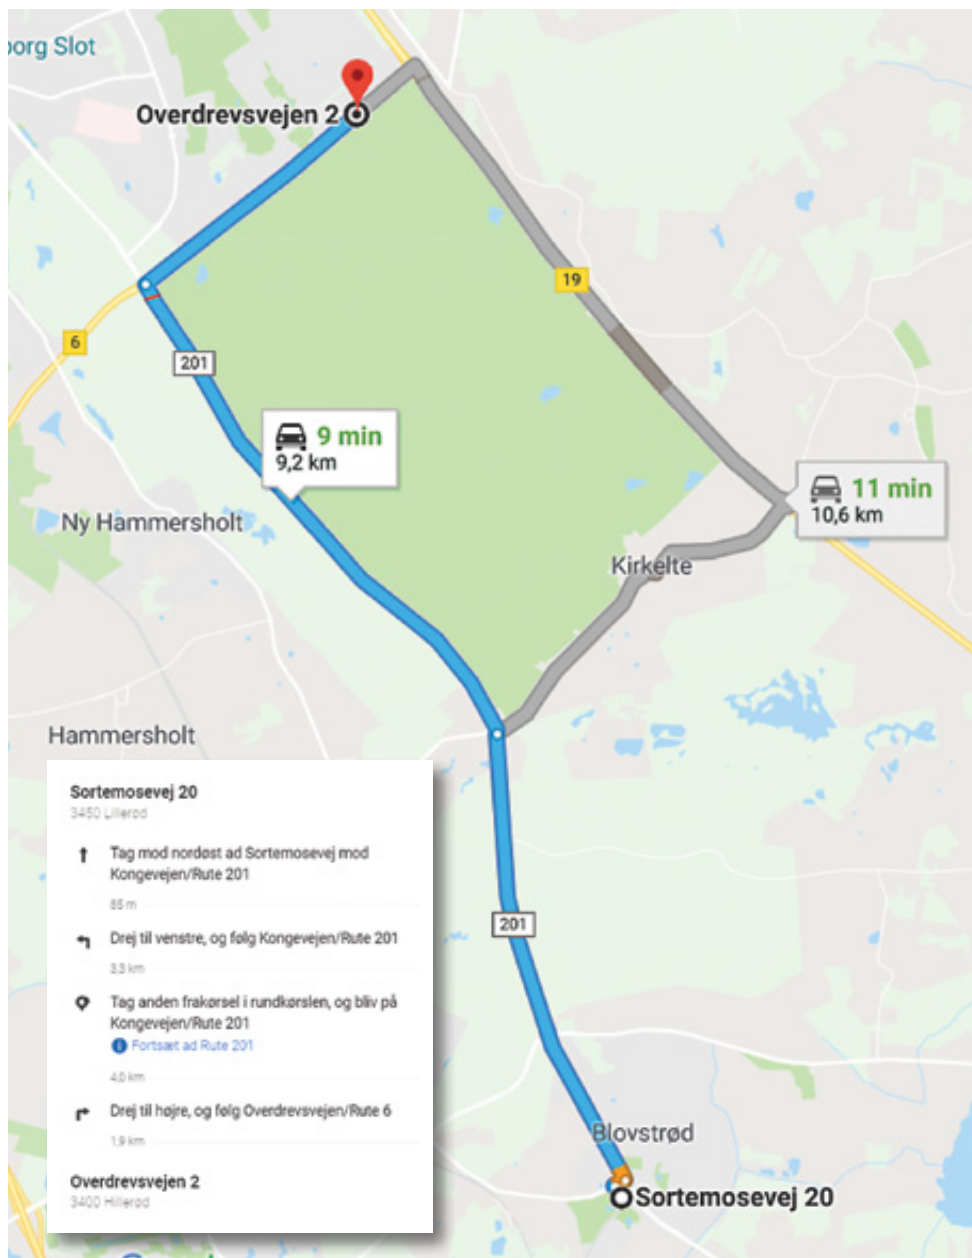 borg Slot
Overdrevsvejen 2
19
6
201
9 min
9,2 km
11 min
10,6 km
Ny Hammersholt
Kirkelte
Hammersholt
Sortemosevej 20
3450 Lillerød
Tag mod nordøst ad Sortemosevej mod
Kongevejen/Rute 201
85 m
Drej til venstre, og følg Kongevejen/Rute 201
3,3 km
Tag anden frakørsel i rundkørslen, og bliv på
Kongevejen/Rute 201
Fortsæt ad Rute 201
4,0 km
Drej til højre, og følg Overdrevsvejen/Rute 6
1,9 km
Overdrevsvejen 2
3400 Hillerød
201
Blovstrød
Sortemosevej 20